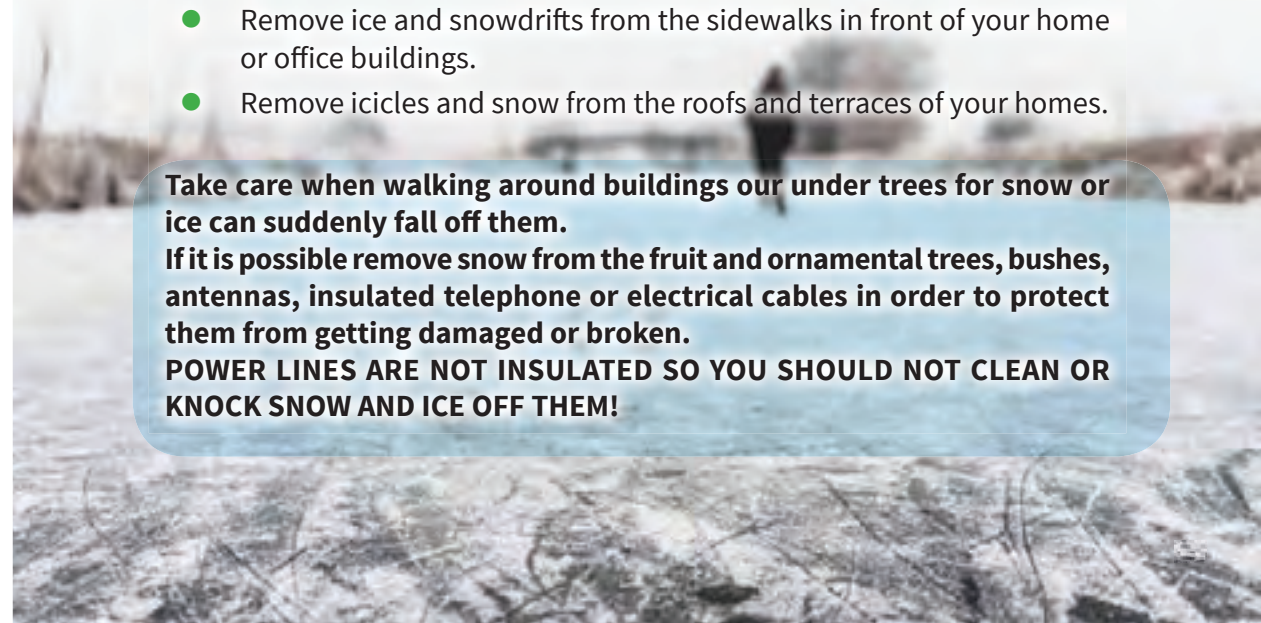 ● Remove ice and snowdrifts from the sidewalks in front of your home
or office buildings.
● Remove icicles and snow from the roofs and terraces of your homes.
Take care when walking around buildings our under trees for snow or
ice can suddenly fall off them.
If it is possible remove snow from the fruit and ornamental trees, bushes,
antennas, insulated telephone or electrical cables in order to protect
them from getting damaged or broken.
POWER LINES ARE NOT INSULATED SO YOU SHOULD NOT CLEAN OR
KNOCK SNOW AND ICE OFF THEM!